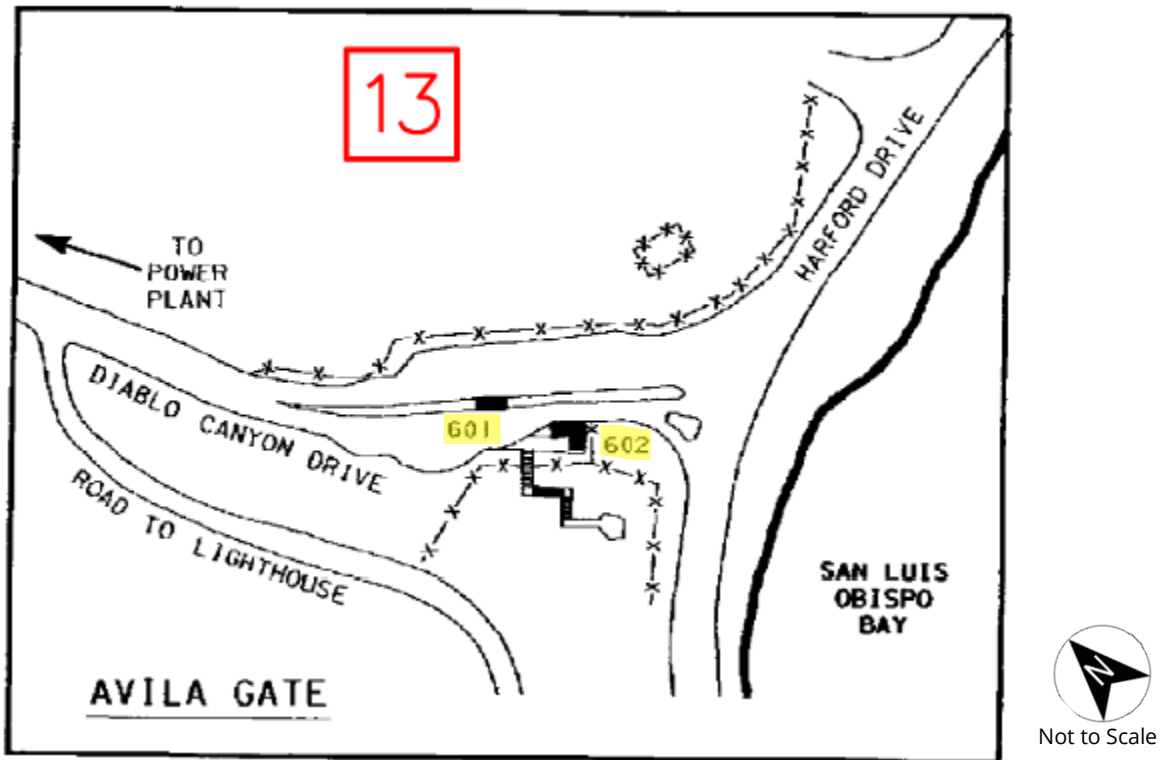 13
HARFORD DRIVE
TO
POWER
PLANT
DIABLO CANYON DRIVE
601
602
ROAD TO LIGHTHOUSE
SAN LUIS
OBISPO
BAY
AVILA GATE
N
Not to Scale